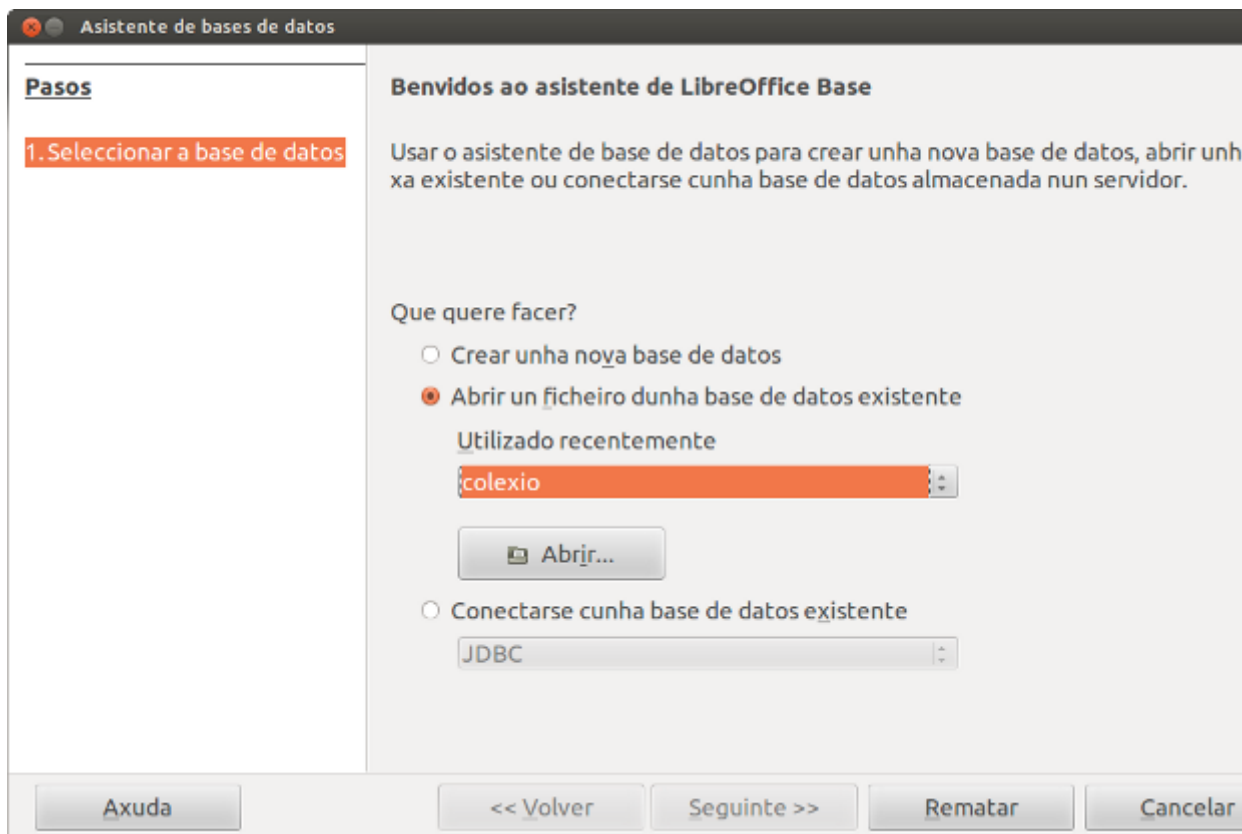 Asistente de bases de datos
Pasos
1. Seleccionar a base de datos
Benvidos ao asistente de LibreOffice Base
Usar o asistente de base de datos para crear unha nova base de datos, abrir unh
xa existente ou conectarse cunha base de datos almacenada nun servidor.
Que quere facer?
Crear unha nova base de datos
Abrir un ficheiro dunha base de datos existente
Utilizado recentemente
colexio
Abrir...
Conectarse cunha base de datos existente
JDBC
Axuda
<< Volver
Seguinte >>
Rematar
Cancelar